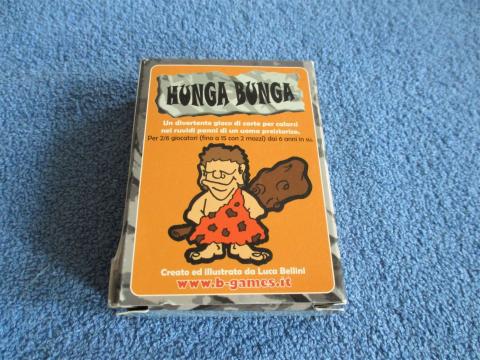 HUNGA BUNGA
Un divertente gioco di carte per calarsi
nei ruvidi panni di un uomo preistorico.
Per 2/6 giocatori (fino a 15 con 2 mazzi) dai 6 anni in su.
Creato ed illustrato da Luca Bellini
www.b-games.it